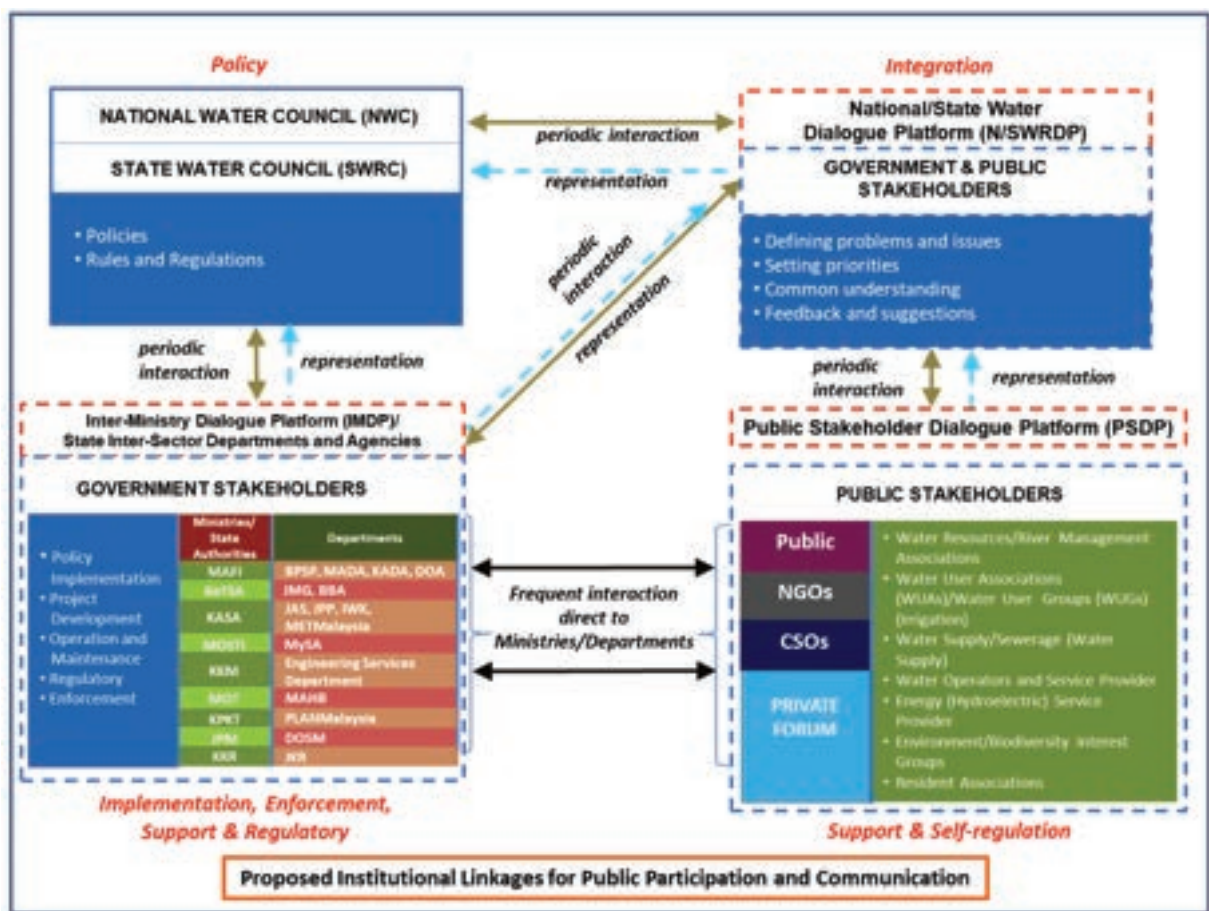 Policy
NATIONAL WATER COUNCIL (NWC)
STATE WATER COUNCIL (SWRC)
• Policies
• Rules and Regulations
periodic interaction
representation
Integration
National/State Water
Dialogue Platform (N/SWRDP)
GOVERNMENT & PUBLIC
STAKEHOLDERS
• Defining problems and issues
• Setting priorities
• Common understanding
• Feedback and suggestions
periodic
interaction
representation
periodic
interaction
representation
periodic
interaction
representation
Inter-Ministry Dialogue Platform (IMDP)/
State Inter-Sector Departments and Agencies
GOVERNMENT STAKEHOLDERS
• Policy
Implementation
• Project
Development
• Operation and
Maintenance
• Regulatory
• Enforcement
Ministries/
State
Authorities
Departments
MAFI
BPSP, MADA, KADA, DOA
JMG, BBA
KASA
JAS, JPP, IWK,
METMalaysia
MOSTI
MySA
KKM
Engineering Services
Department
MOT
MAHB
KPKT
PLANMalaysia
JPM
DOSM
KKR
JKR
Implementation, Enforcement,
Support & Regulatory
Frequent interaction
direct to
Ministries/Departments
Public Stakeholder Dialogue Platform (PSDP)
PUBLIC STAKEHOLDERS
Public
NGOs
CSOs
PRIVATE
FORUM
• Water Resources/River Management
Associations
• Water User Associations
(WUAs)/Water User Groups (WUGs)
(Irrigation)
• Water Supply/Sewerage (Water
Supply)
• Water Operators and Service Provider
• Energy (Hydroelectric) Service
Provider
• Environment/Biodiversity Interest
Groups
• Resident Associations
Support & Self-regulation
Proposed Institutional Linkages for Public Participation and Communication